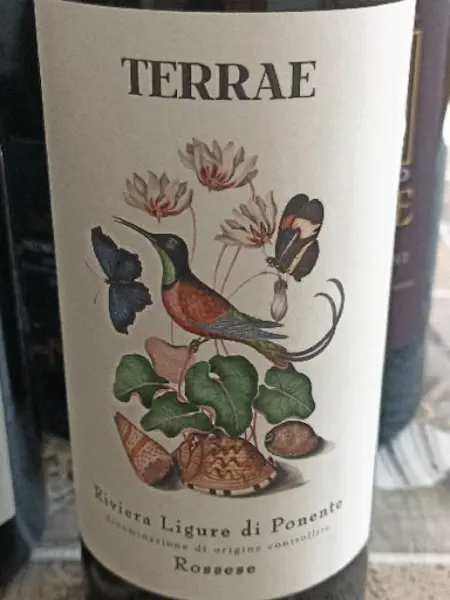 TERRAE
Riviera Ligure di Ponente
denominazione di origine controllata
Rossese